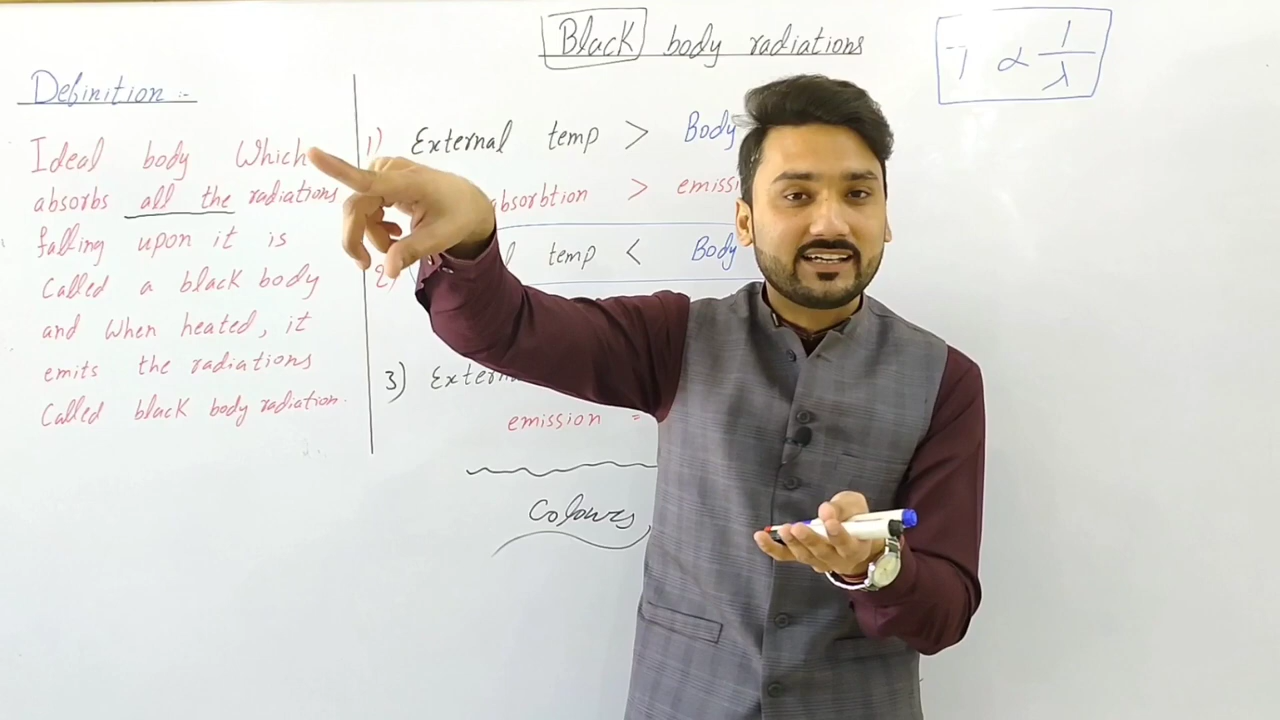 Black body radiations
T ∝ 1/λ
Definition :-
Ideal body Which
absorbs all the radiations
falling upon it is
Called a black body
and When heated, it
emits the radiations
Called black body radiation.
1) External temp > Body
absorbtion > emissi
2) temp < Body
3) Extern
emission =
Colours,